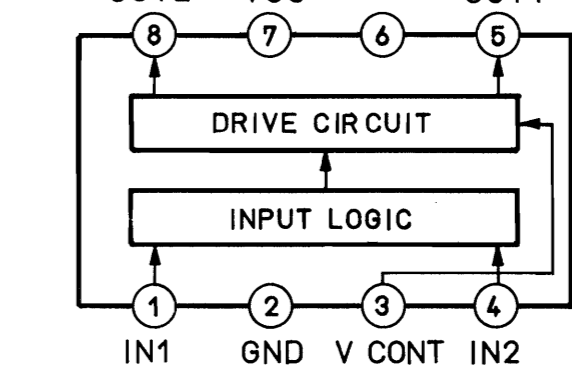 8 7 6 5
DRIVE CIRCUIT
INPUT LOGIC
1 2 3 4
IN1 GND V CONT IN2